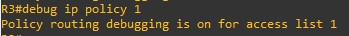 R3#debug ip policy 1
Policy routing debugging is on for access list 1